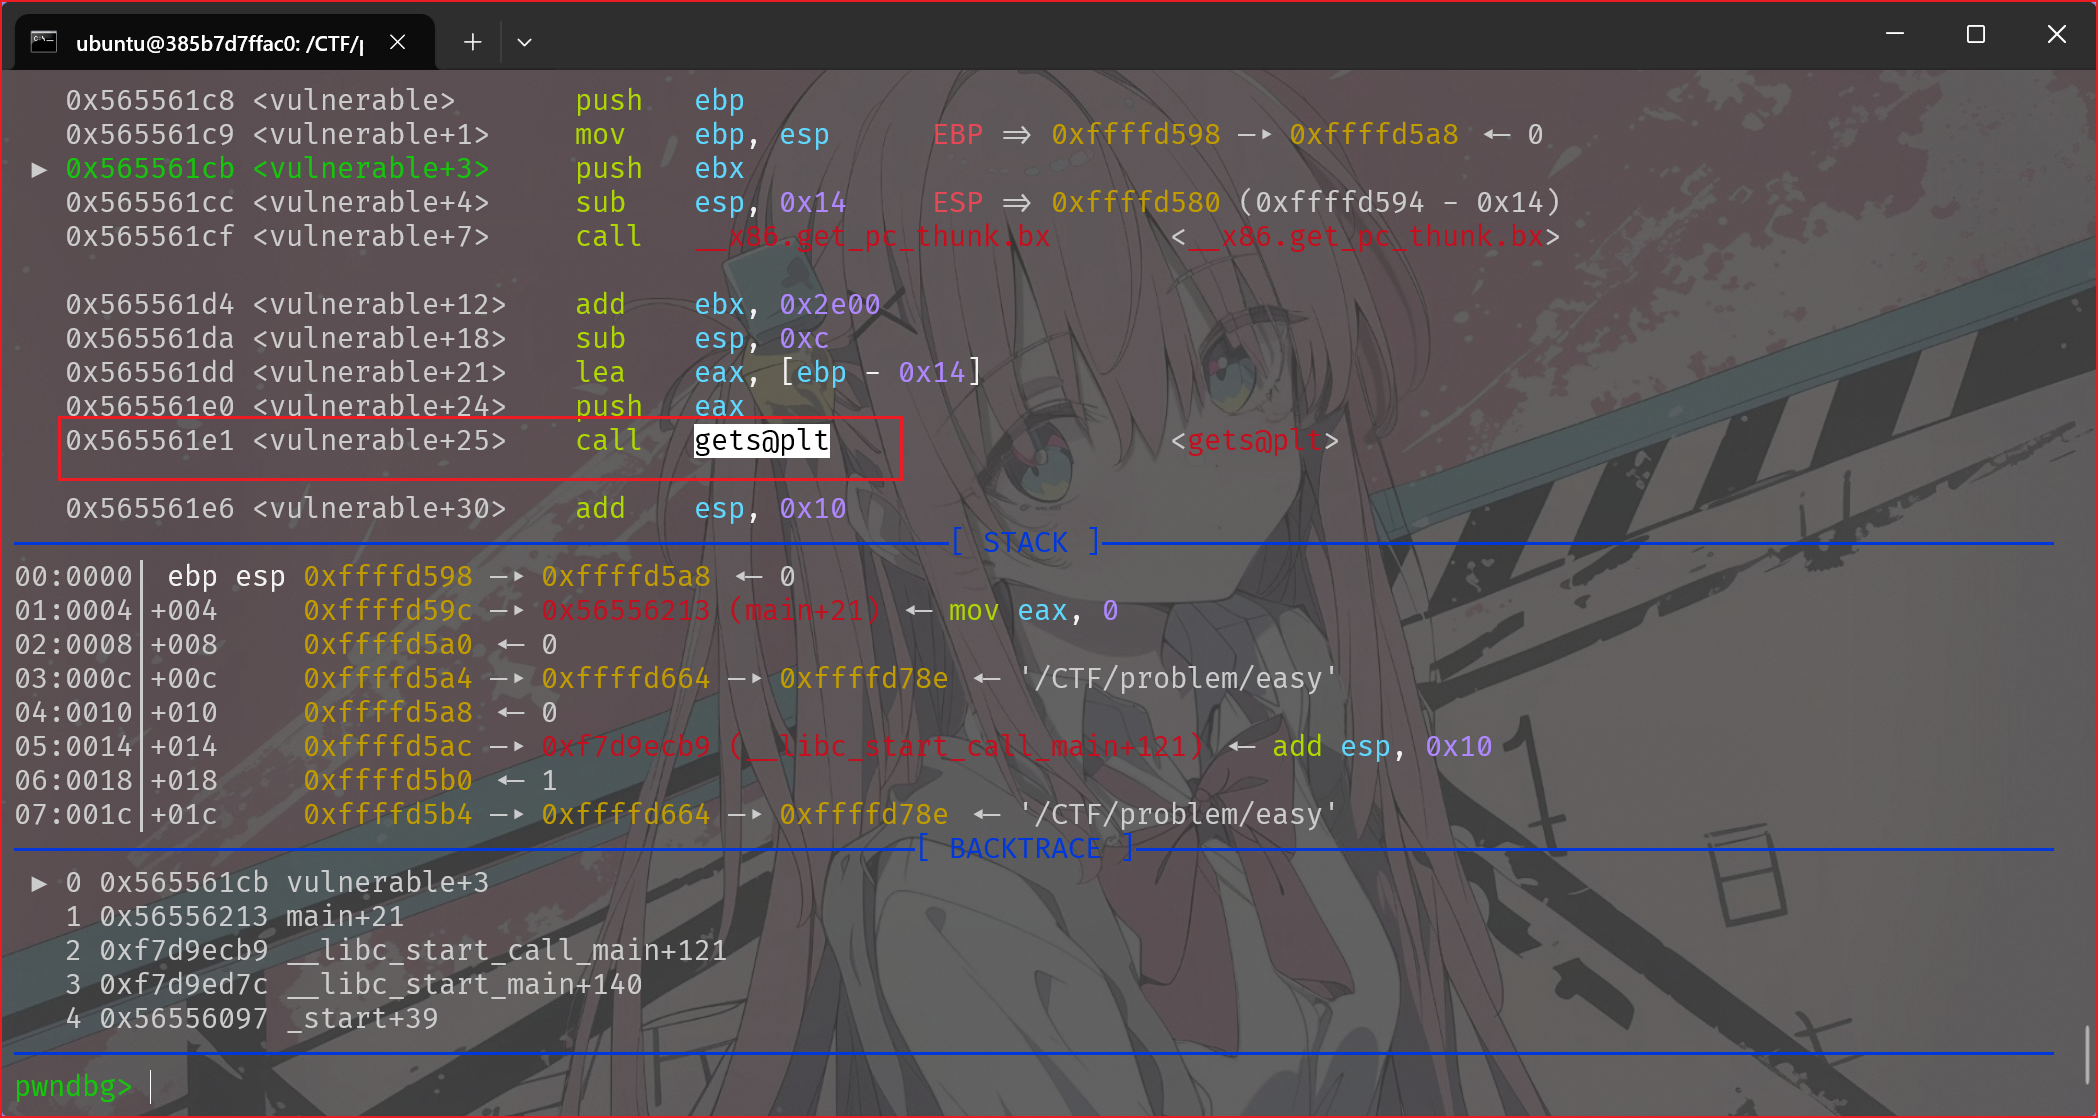 ubuntu@385b7d7ffac0: /CTF/p
0x565561c8 <vulnerable> push ebp
0x565561c9 <vulnerable+1> mov ebp, esp EBP => 0xffffd598 —▸ 0xffffd5a8 ◂— 0
► 0x565561cb <vulnerable+3> push ebx
0x565561cc <vulnerable+4> sub esp, 0x14 ESP => 0xffffd580 (0xffffd594 - 0x14)
0x565561cf <vulnerable+7> call __x86.get_pc_thunk.bx <__x86.get_pc_thunk.bx>
0x565561d4 <vulnerable+12> add ebx, 0x2e00
0x565561da <vulnerable+18> sub esp, 0xc
0x565561dd <vulnerable+21> lea eax, [ebp - 0x14]
0x565561e0 <vulnerable+24> push eax
0x565561e1 <vulnerable+25> call gets@plt <gets@plt>
0x565561e6 <vulnerable+30> add esp, 0x10
[ STACK ]
00:0000│ ebp esp 0xffffd598 —▸ 0xffffd5a8 ◂— 0
01:0004│+004 0xffffd59c —▸ 0x56556213 (main+21) ◂— mov eax, 0
02:0008│+008 0xffffd5a0 ◂— 0
03:000c│+00c 0xffffd5a4 —▸ 0xffffd664 —▸ 0xffffd78e ◂— '/CTF/problem/easy'
04:0010│+010 0xffffd5a8 ◂— 0
05:0014│+014 0xffffd5ac —▸ 0xf7d9ecb9 (__libc_start_call_main+121) ◂— add esp, 0x10
06:0018│+018 0xffffd5b0 ◂— 1
07:001c│+01c 0xffffd5b4 —▸ 0xffffd664 —▸ 0xffffd78e ◂— '/CTF/problem/easy'
[ BACKTRACE ]
► 0 0x565561cb vulnerable+3
1 0x56556213 main+21
2 0xf7d9ecb9 __libc_start_call_main+121
3 0xf7d9ed7c __libc_start_main+140
4 0x56556097 _start+39
pwndbg>